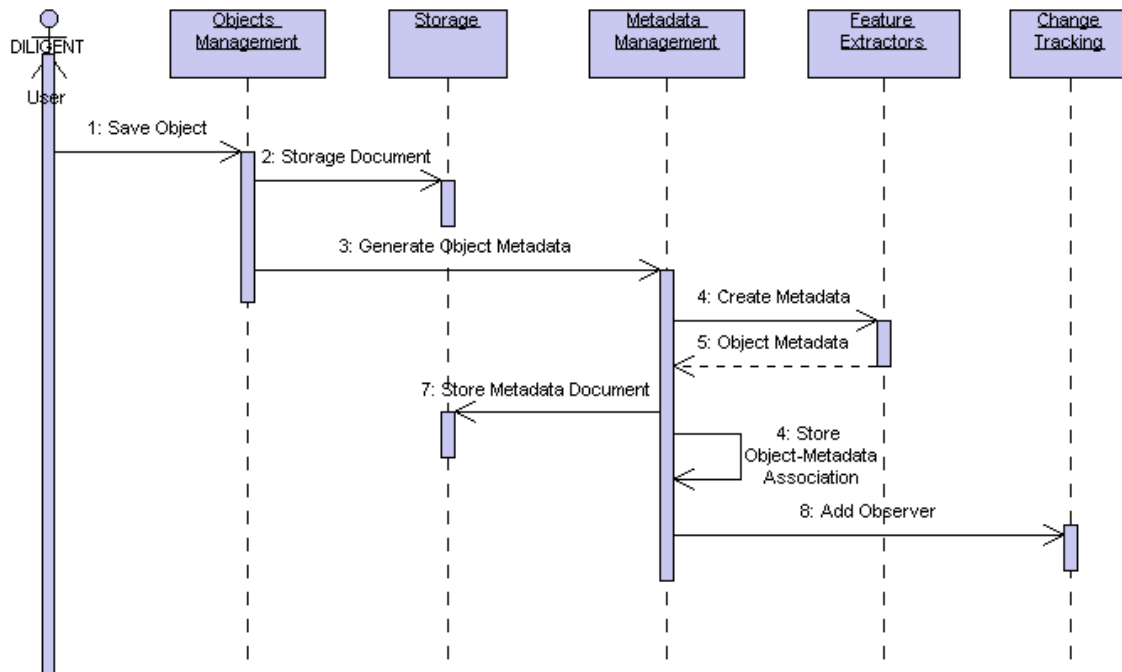 DILIGENT
User
Objects
Management
Storage
Metadata
Management
Feature
Extractors
Change
Tracking
1: Save Object
2: Storage Document
3: Generate Object Metadata
4: Create Metadata
5: Object Metadata
7: Store Metadata Document
4: Store
Object-Metadata
Association
8: Add Observer